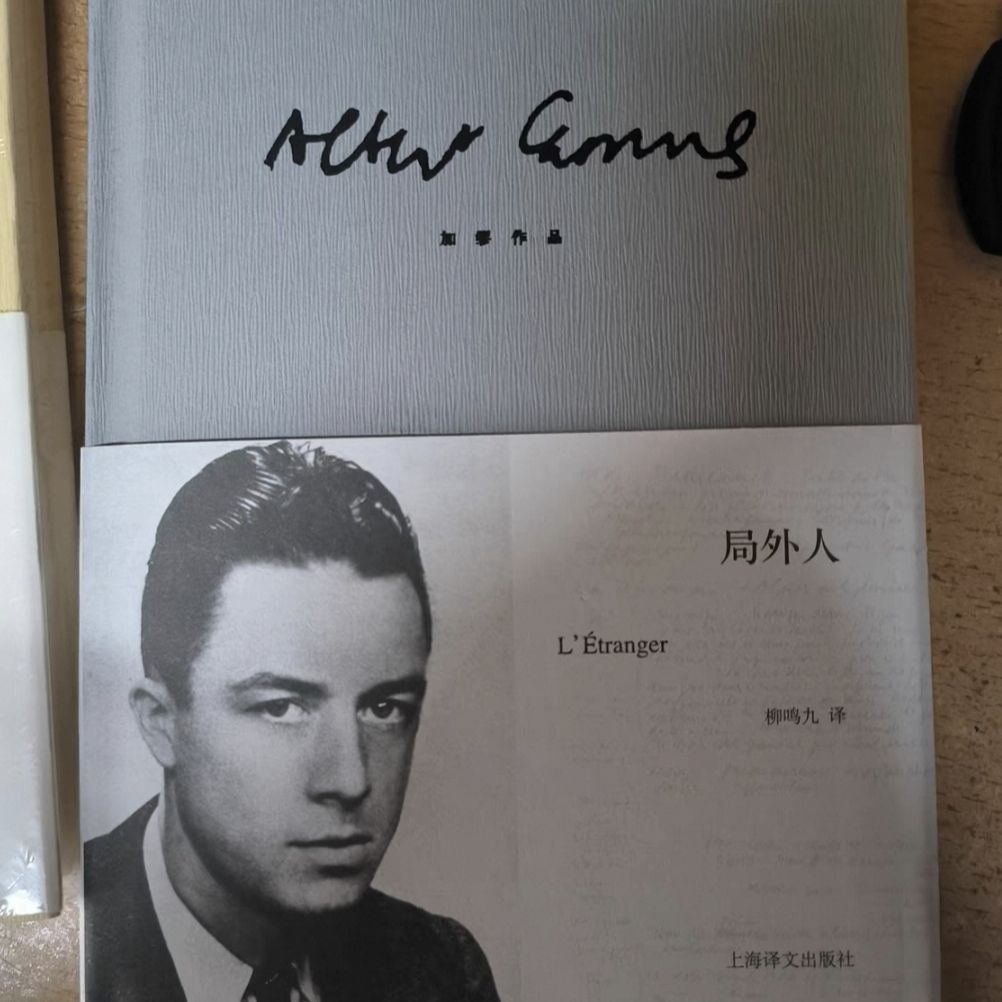 Albert Camus
加缪作品
局外人
L'Étranger
柳鸣九 译
上海译文出版社